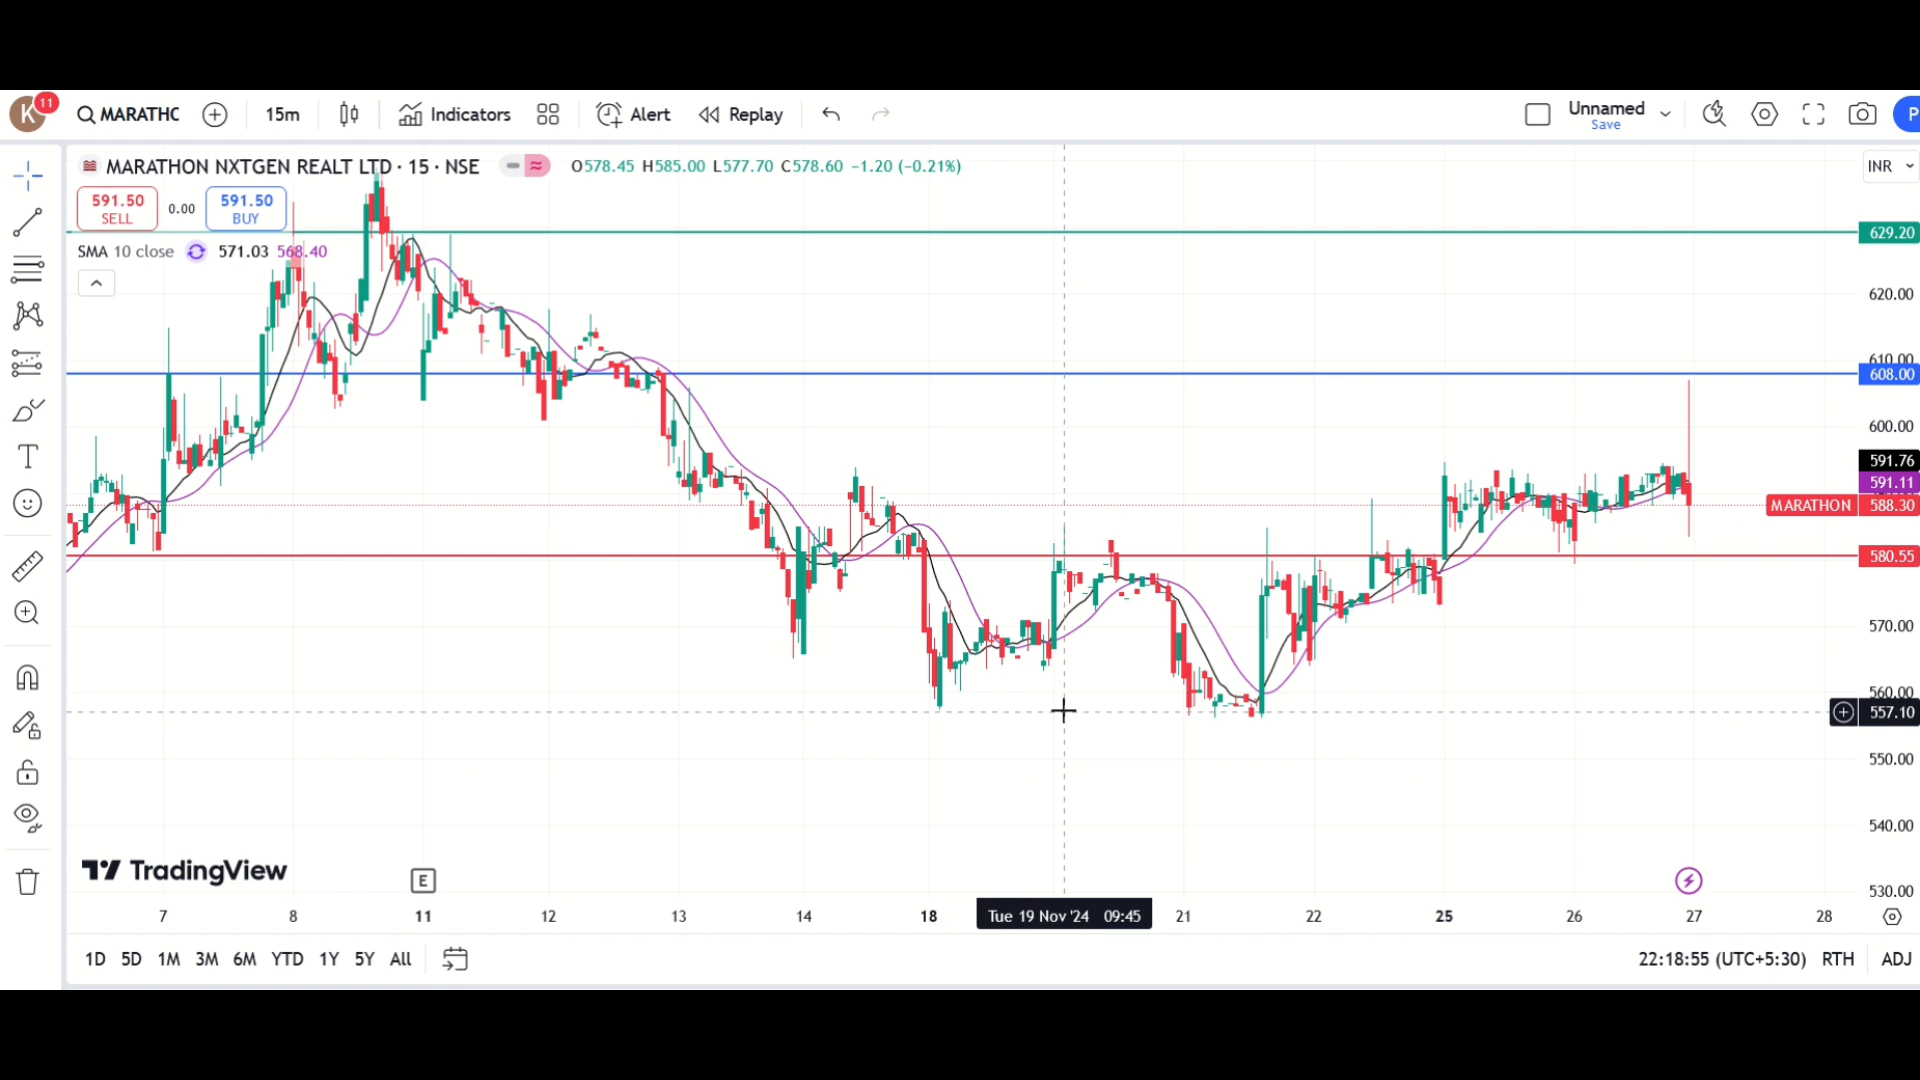 K 11 MARATHC 15m Indicators Alert Replay Unnamed Save P
MARATHON NXTGEN REALT LTD · 15 · NSE O578.45 H585.00 L577.70 C578.60 −1.20 (−0.21%) INR
591.50 SELL 0.00 591.50 BUY
629.20
SMA 10 close 571.03 568.40
620.00
610.00
608.00
600.00
591.76
591.11
MARATHON 588.30
580.55
570.00
560.00
557.10
550.00
540.00
TradingView E
530.00
7 8 11 12 13 14 18 Tue 19 Nov '24 09:45 21 22 25 26 27 28
1D 5D 1M 3M 6M YTD 1Y 5Y All 22:18:55 (UTC+5:30) RTH ADJ